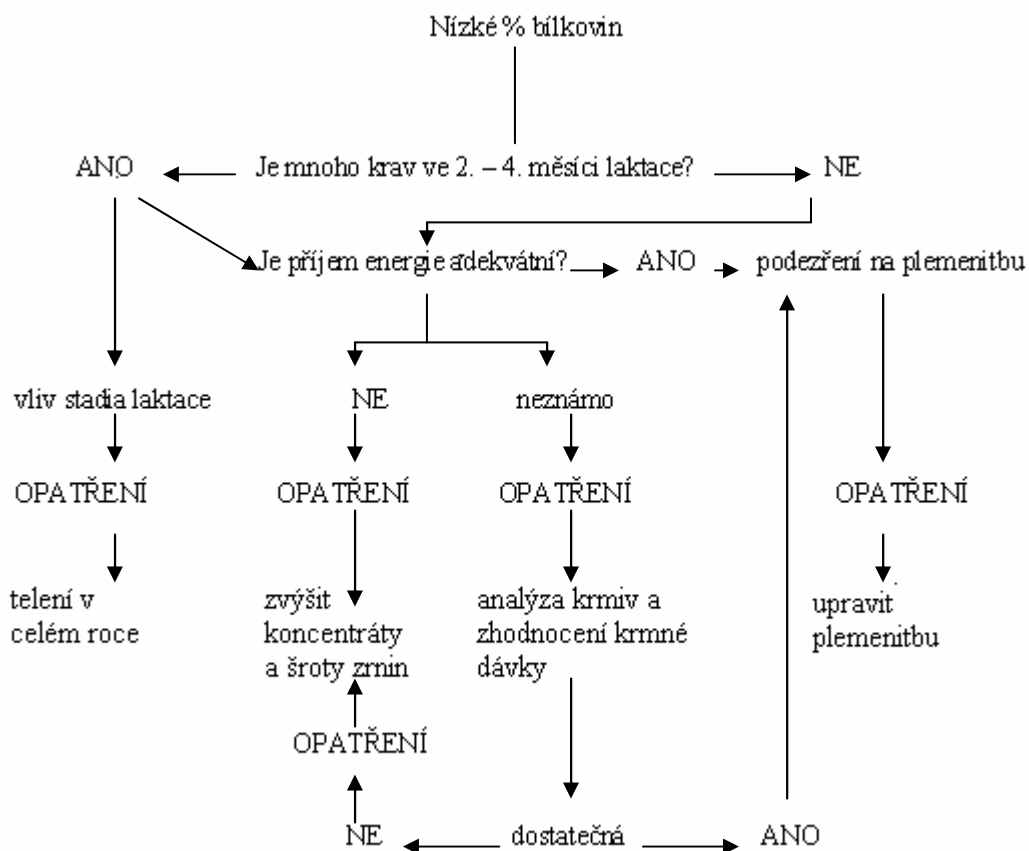 Nízké % bílkovin
ANO
Je mnoho krav ve 2. – 4. měsíci laktace?
NE
Je příjem energie adekvátní?
ANO
podezření na plemenitbu
vliv stadia laktace
NE
neznámo
OPATŘENÍ
OPATŘENÍ
OPATŘENÍ
OPATŘENÍ
telení v
celém roce
zvýšit
koncentráty
a šroty zrnin
analýza krmiv a
zhodnocení krmné
dávky
upravit
plemenitbu
OPATŘENÍ
NE
dostatečná
ANO